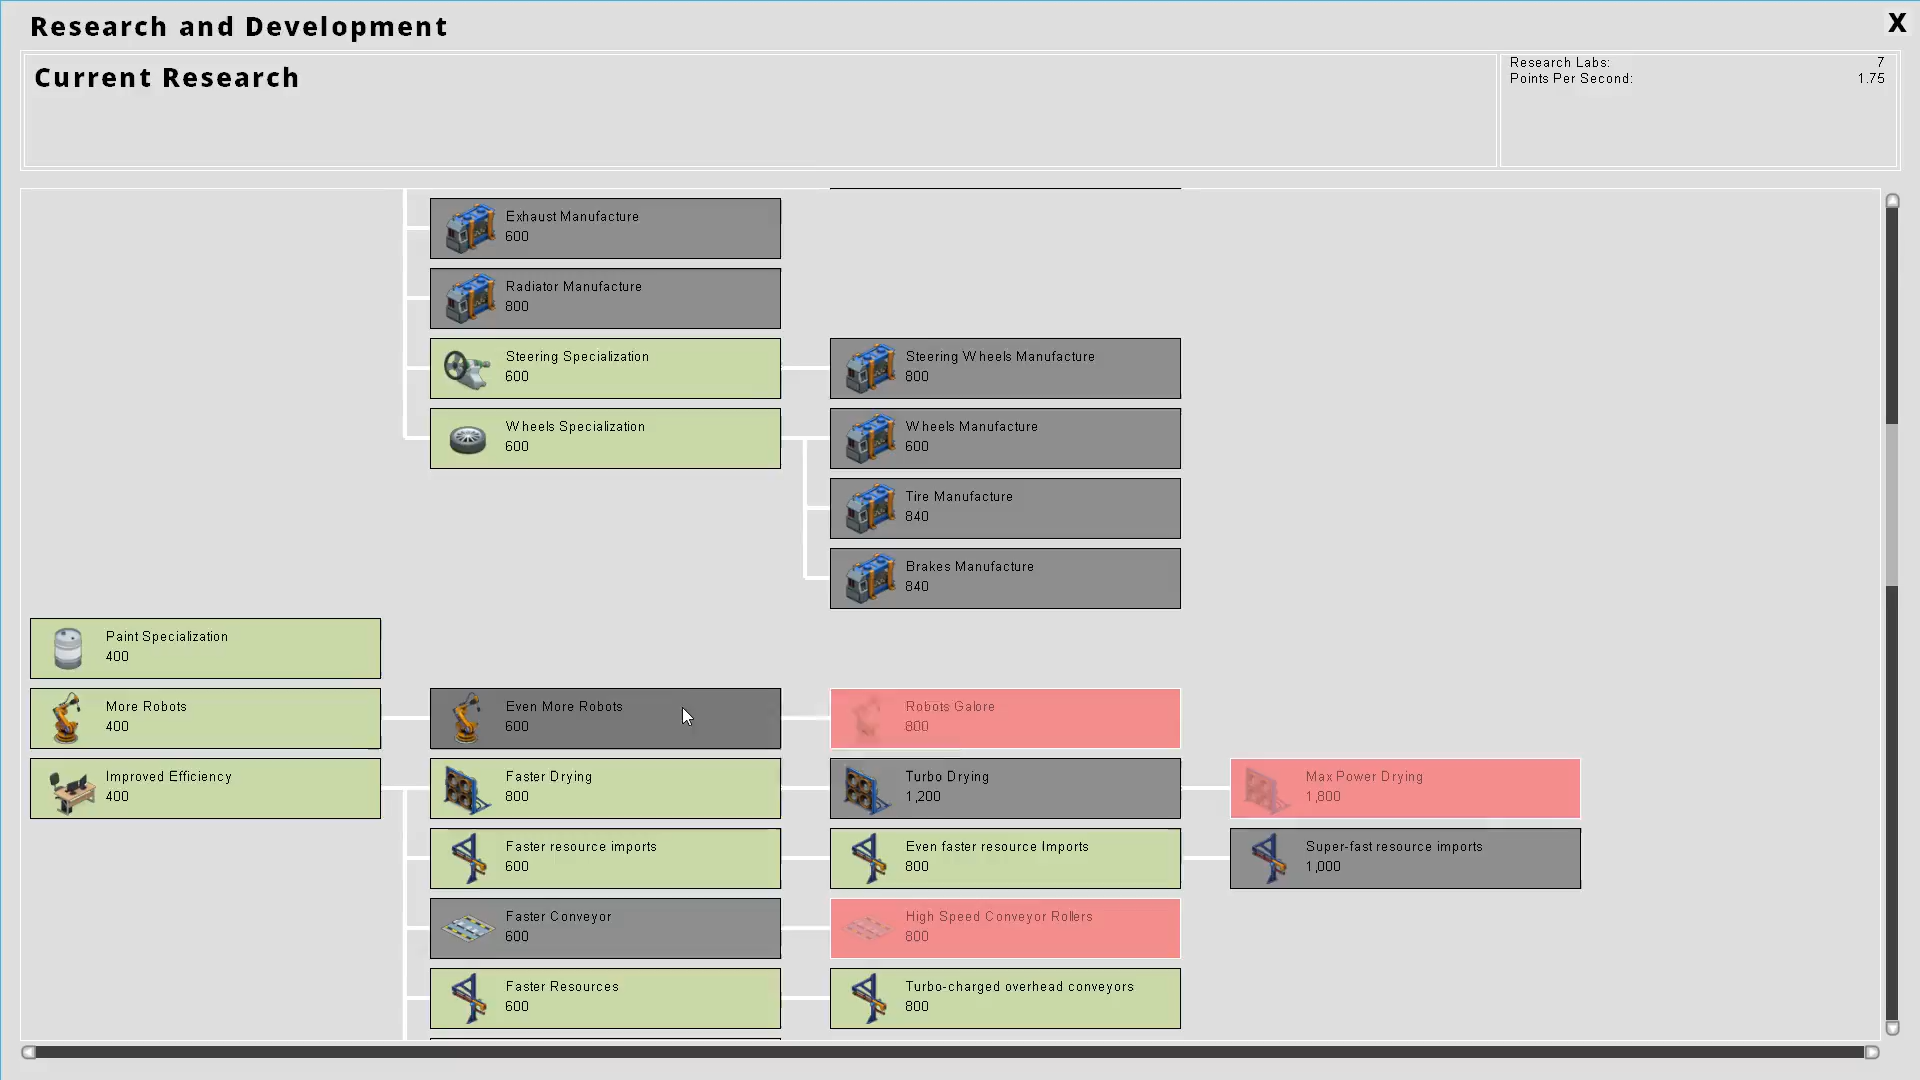 Research and Development
X
Current Research
Research Labs: 7
Points Per Second: 1.75
Exhaust Manufacture
600
Radiator Manufacture
800
Steering Specialization
600
Steering Wheels Manufacture
800
Wheels Specialization
600
Wheels Manufacture
600
Tire Manufacture
840
Brakes Manufacture
840
Paint Specialization
400
More Robots
400
Even More Robots
600
Robots Galore
800
Improved Efficiency
400
Faster Drying
800
Turbo Drying
1,200
Max Power Drying
1,800
Faster resource imports
600
Even faster resource Imports
800
Super-fast resource imports
1,000
Faster Conveyor
600
High Speed Conveyor Rollers
800
Faster Resources
600
Turbo-charged overhead conveyors
800